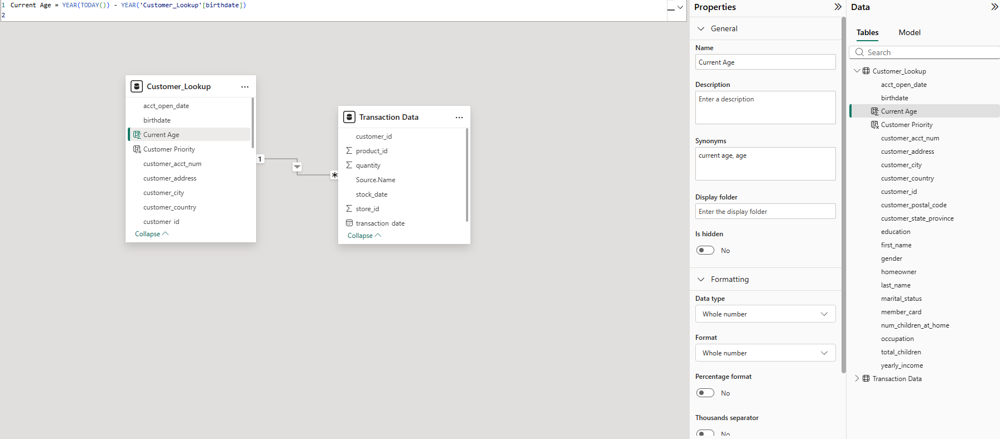 1 Current Age = YEAR(TODAY()) - YEAR('Customer_Lookup'[birthdate])
2
Customer_Lookup
acct_open_date
birthdate
Current Age
Customer Priority
customer_acct_num
customer_address
customer_city
customer_country
customer_id
Collapse
1
*
Transaction Data
customer_id
product_id
quantity
Source.Name
stock_date
store_id
transaction_date
Collapse
Properties
General
Name
Current Age
Description
Enter a description
Synonyms
current age, age
Display folder
Enter the display folder
Is hidden
No
Formatting
Data type
Whole number
Format
Whole number
Percentage format
No
Thousands separator
No
Data
Tables Model
Search
Customer_Lookup
acct_open_date
birthdate
Current Age
Customer Priority
customer_acct_num
customer_address
customer_city
customer_country
customer_id
customer_postal_code
customer_state_province
education
first_name
gender
homeowner
last_name
marital_status
member_card
num_children_at_home
occupation
total_children
yearly_income
Transaction Data